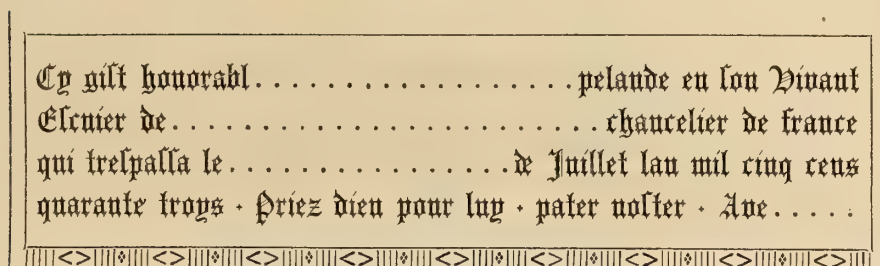 Cy gist honorabl. . . . . . . . . . . . . . . . . . pelande en son Vivant
Escuier de. . . . . . . . . . . . . . . . . . . . . . . . chancelier de france
qui trespassa le. . . . . . . . . . . . . . . . de Juillet lan mil cinq cens
quarante troys · Priez dieu pour luy · pater noster · Ave. . . . .